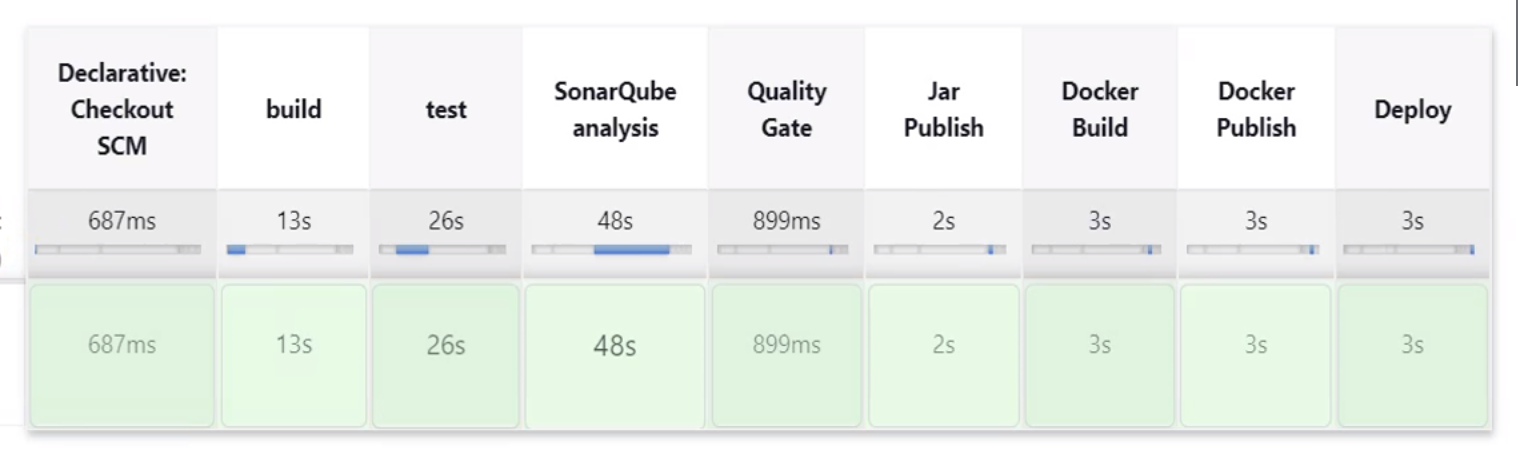 Declarative:
Checkout
SCM
build
test
SonarQube
analysis
Quality
Gate
Jar
Publish
Docker
Build
Docker
Publish
Deploy
687ms 13s 26s 48s 899ms 2s 3s 3s 3s
687ms 13s 26s 48s 899ms 2s 3s 3s 3s